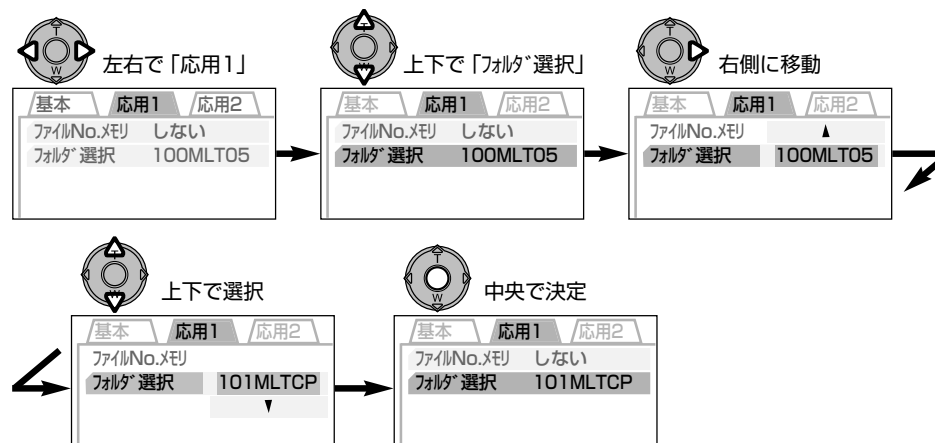 左右で「応用1」
基本 応用1 応用2
ファイルNo.メモリ しない
フォルダ選択 100MLT05
上下で「フォルダ選択」
基本 応用1 応用2
ファイルNo.メモリ しない
フォルダ選択 100MLT05
右側に移動
基本 応用1 応用2
ファイルNo.メモリ
フォルダ選択 100MLT05
上下で選択
基本 応用1 応用2
ファイルNo.メモリ
フォルダ選択 101MLTCP
中央で決定
基本 応用1 応用2
ファイルNo.メモリ しない
フォルダ選択 101MLTCP
T
W
T
W
T
W
T
W
T
W